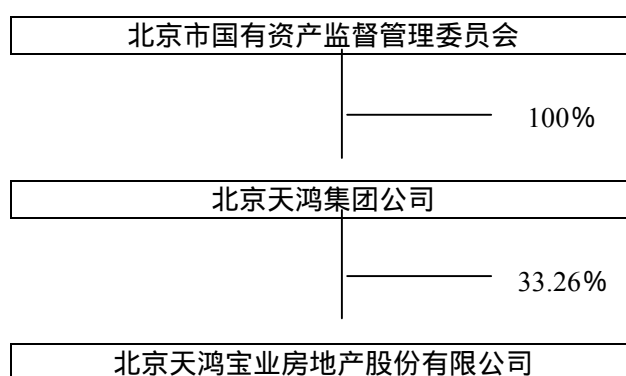 北京市国有资产监督管理委员会
100%
北京天鸿集团公司
33.26%
北京天鸿宝业房地产股份有限公司